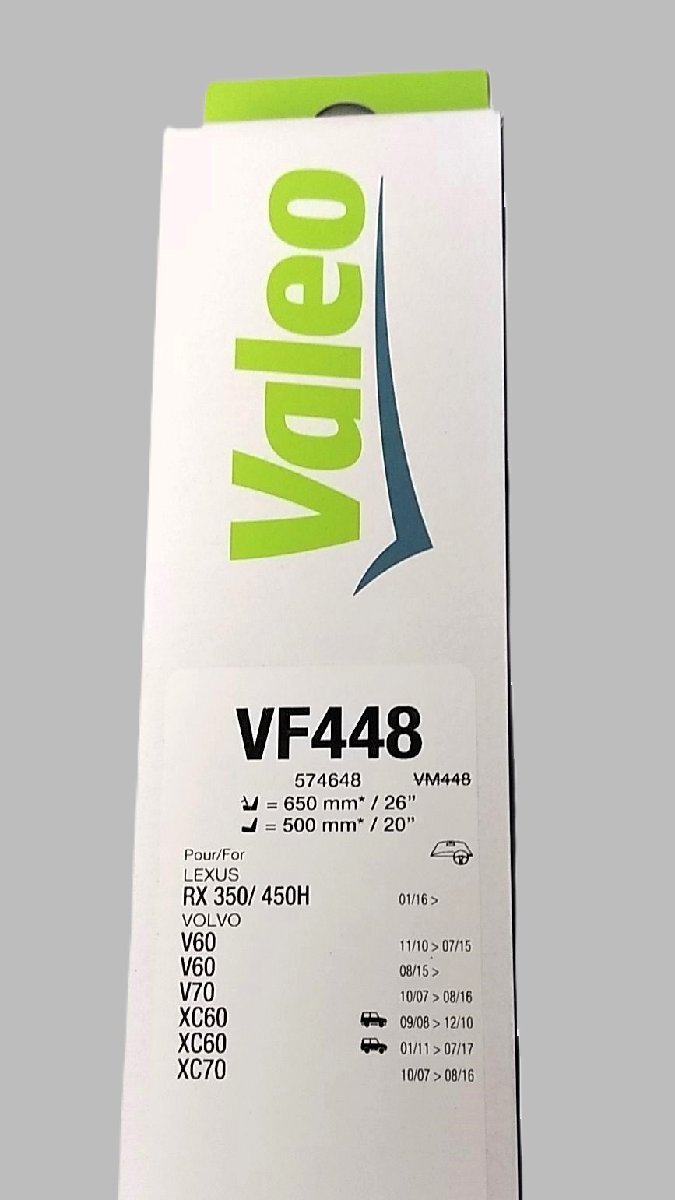 Valeo
VF448
574648 VM448
= 650 mm* / 26”
= 500 mm* / 20”
Pour/For
LEXUS
RX 350/ 450H 01/16 >
VOLVO
V60 11/10 > 07/15
V60 08/15 >
V70 10/07 > 08/16
XC60 09/08 > 12/10
XC60 01/11 > 07/17
XC70 10/07 > 08/16